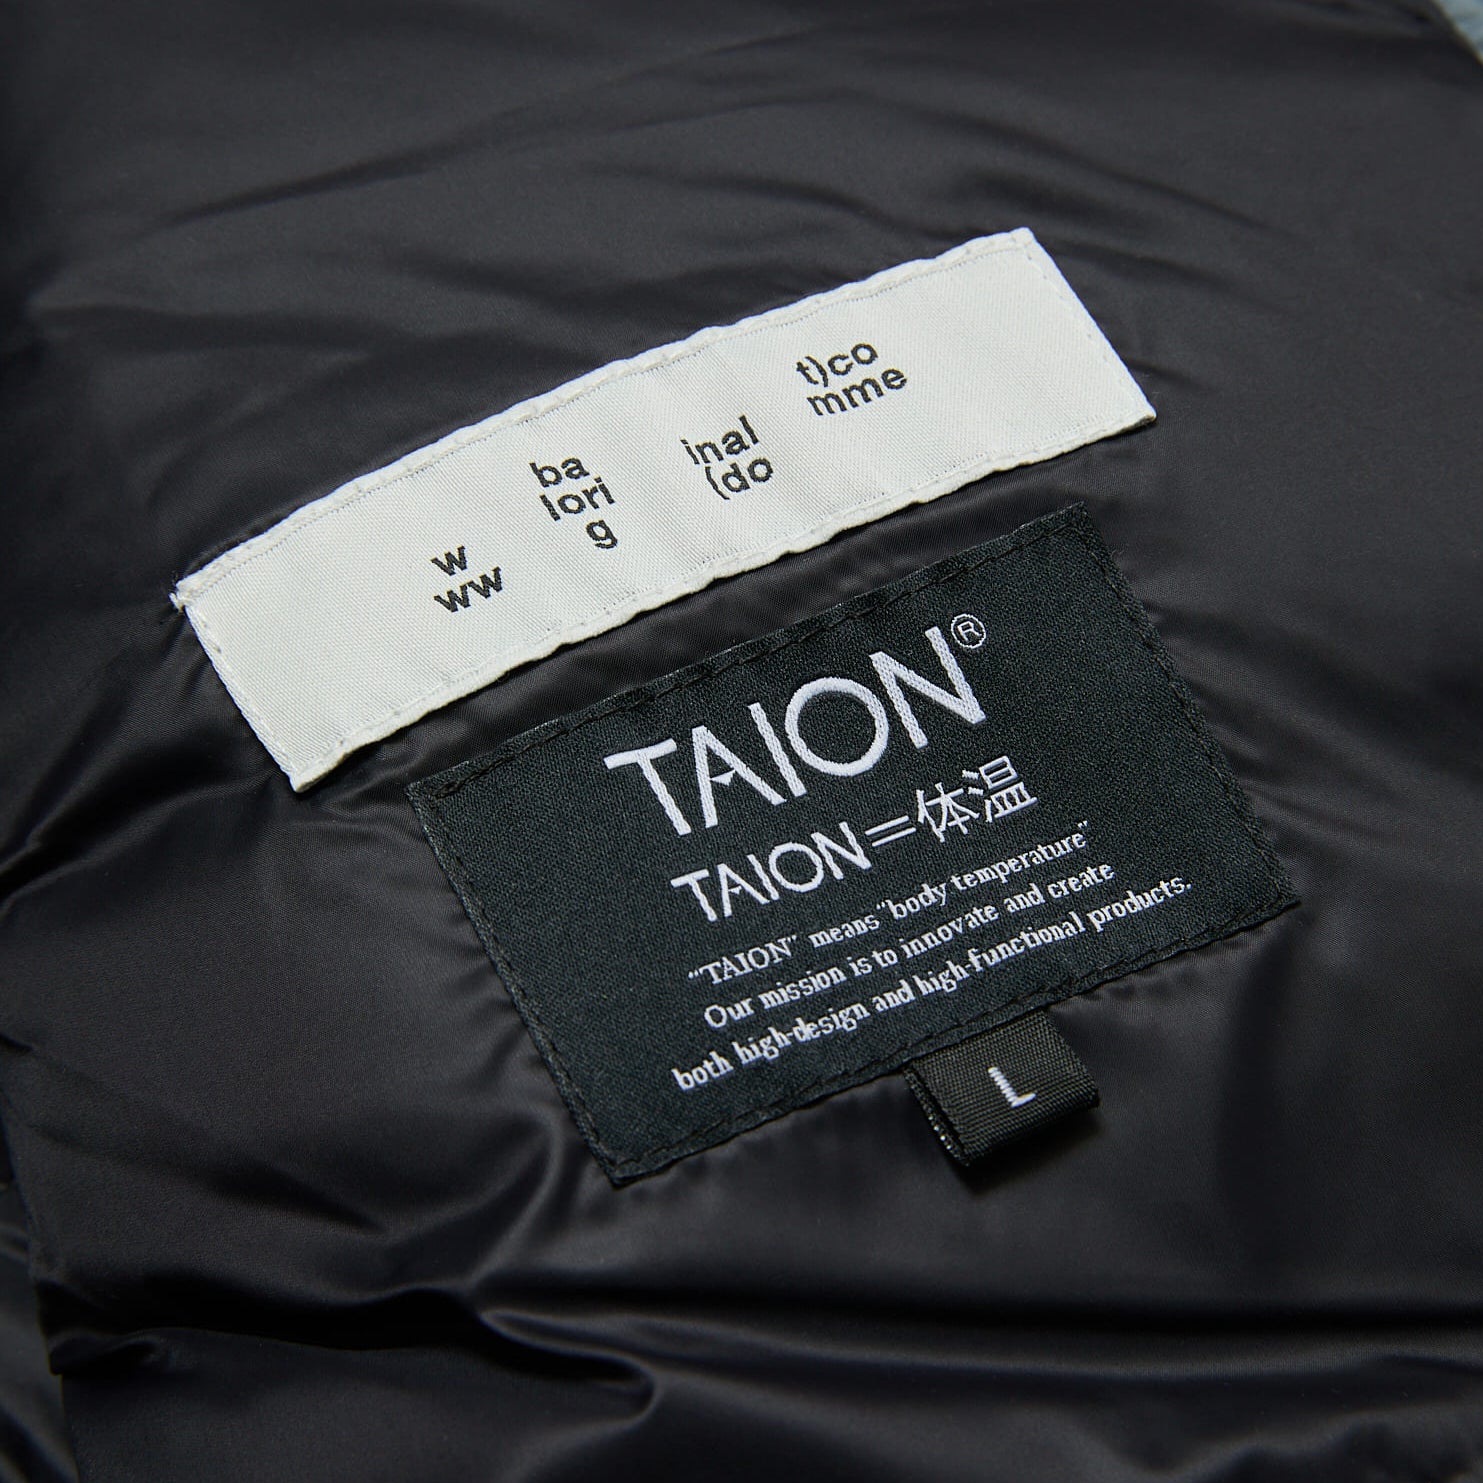 w
ww
ba
lori
g
inal
(do
t)co
mme
TAION®
TAION=体温
"TAION" means "body temperature"
Our mission is to innovate and create
both high-design and high-functional products.
L